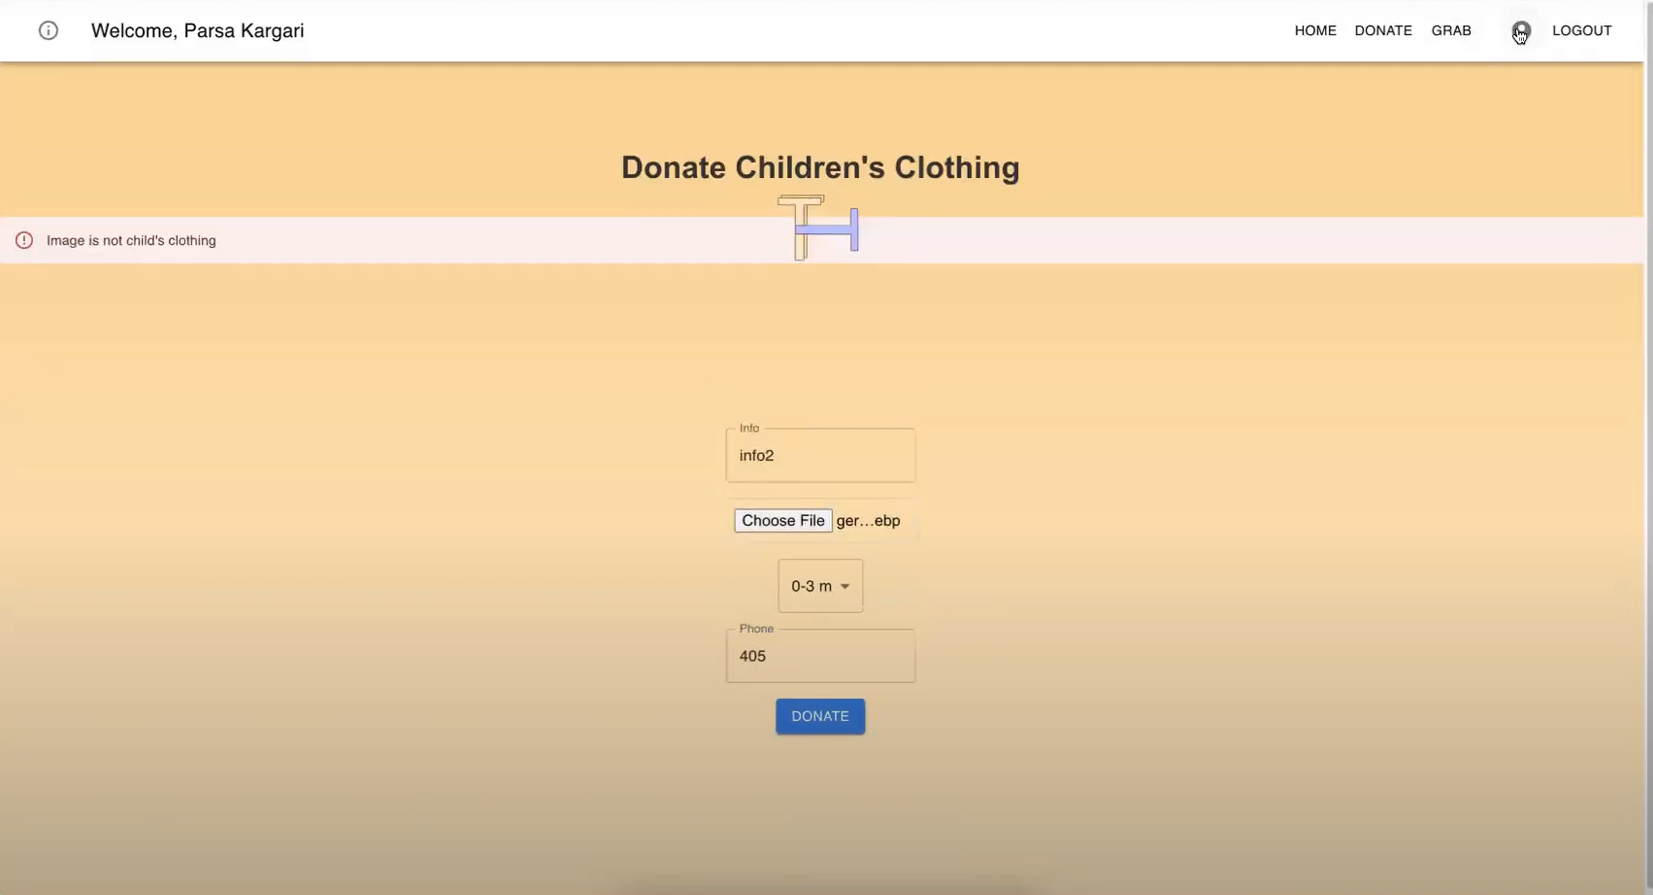 Welcome, Parsa Kargari
HOME DONATE GRAB LOGOUT
Donate Children's Clothing
TH
Image is not child's clothing
Info
info2
Choose File ger...ebp
0-3 m
Phone
405
DONATE